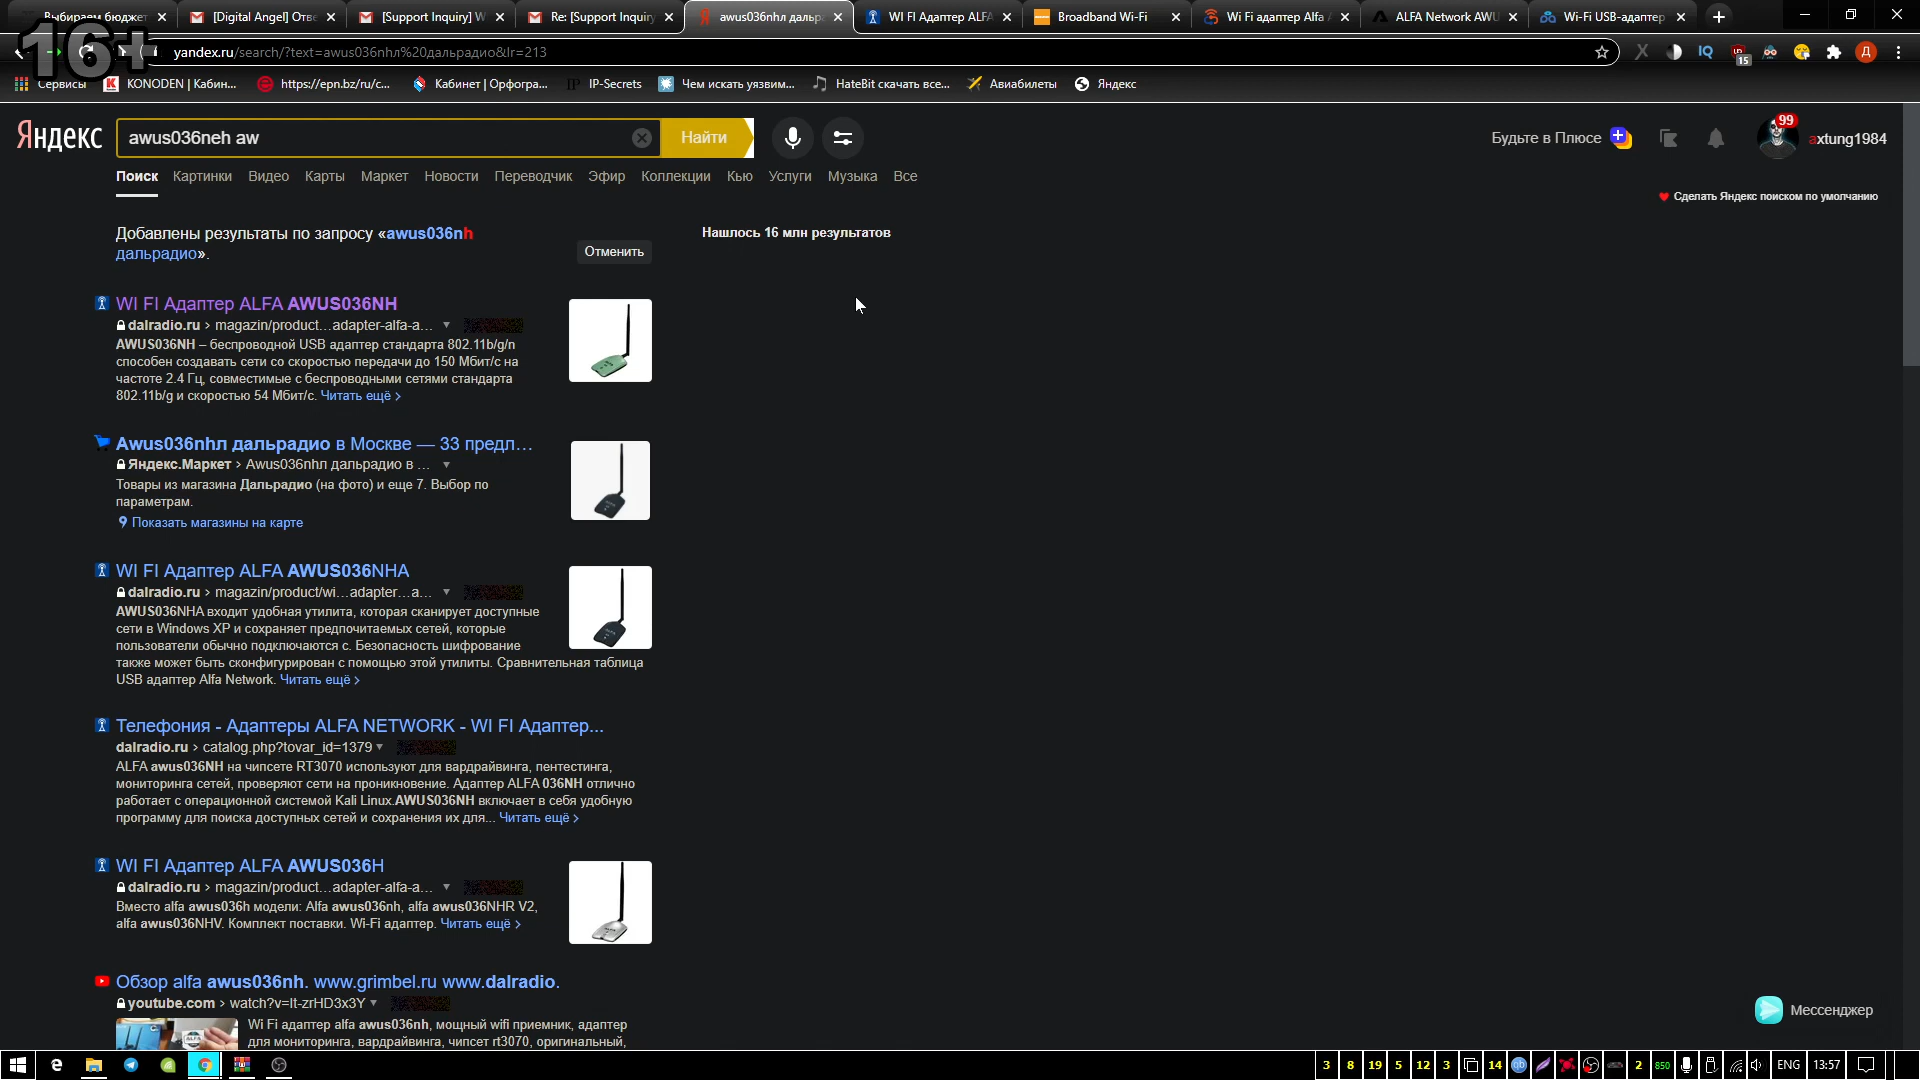 Выбираем бюджет
[Digital Angel] Отве
[Support Inquiry] W
Re: [Support Inquiry
awus036nhл дальра
WI FI Адаптер ALFA
Broadband Wi-Fi
Wi Fi адаптер Alfa
ALFA Network AWU
Wi-Fi USB-адаптер
16+
yandex.ru/search/?text=awus036nhл%20дальрадио&lr=213
Сервисы
KONODEN | Кабин...
https://epn.bz/ru/c...
Кабинет | Орфогра...
IP-Secrets
Чем искать уязвим...
HateBit скачать все...
Авиабилеты
Яндекс
Яндекс
awus036neh aw
Найти
Будьте в Плюсе
99
axtung1984
Поиск Картинки Видео Карты Маркет Новости Переводчик Эфир Коллекции Кью Услуги Музыка Все
Сделать Яндекс поиском по умолчанию
Добавлены результаты по запросу «awus036nh
дальрадио».
Отменить
Нашлось 16 млн результатов
WI FI Адаптер ALFA AWUS036NH
dalradio.ru > magazin/product...adapter-alfa-a...
AWUS036NH – беспроводной USB адаптер стандарта 802.11b/g/n
способен создавать сети со скоростью передачи до 150 Мбит/с на
частоте 2.4 Гц, совместимые с беспроводными сетями стандарта
802.11b/g и скоростью 54 Мбит/с. Читать ещё >
Awus036nhл дальрадио в Москве — 33 предл...
Яндекс.Маркет > Awus036nhл дальрадио в ...
Товары из магазина Дальрадио (на фото) и еще 7. Выбор по
параметрам.
Показать магазины на карте
WI FI Адаптер ALFA AWUS036NHA
dalradio.ru > magazin/product/wi...adapter...a...
AWUS036NHA входит удобная утилита, которая сканирует доступные
сети в Windows XP и сохраняет предпочитаемых сетей, которые
пользователи обычно подключаются с. Безопасность шифрование
также может быть сконфигурирован с помощью этой утилиты. Сравнительная таблица
USB адаптер Alfa Network. Читать ещё >
Телефония - Адаптеры ALFA NETWORK - WI FI Адаптер...
dalradio.ru > catalog.php?tovar_id=1379
ALFA awus036NH на чипсете RT3070 используют для вардрайвинга, пентестинга,
мониторинга сетей, проверяют сети на проникновение. Адаптер ALFA 036NH отлично
работает с операционной системой Kali Linux.AWUS036NH включает в себя удобную
программу для поиска доступных сетей и сохранения их для... Читать ещё >
WI FI Адаптер ALFA AWUS036H
dalradio.ru > magazin/product...adapter-alfa-a...
Вместо alfa awus036h модели: Alfa awus036nh, alfa awus036NHR V2,
alfa awus036NHV. Комплект поставки. Wi-Fi адаптер. Читать ещё >
Обзор alfa awus036nh. www.grimbel.ru www.dalradio.
youtube.com > watch?v=lt-zrHD3x3Y
Wi Fi адаптер alfa awus036nh, мощный wifi приемник, адаптер
для мониторинга, вардрайвинга, чипсет rt3070, оригинальный,
Мессенджер
3 8 19 5 12 3 14 2 850 ENG 13:57